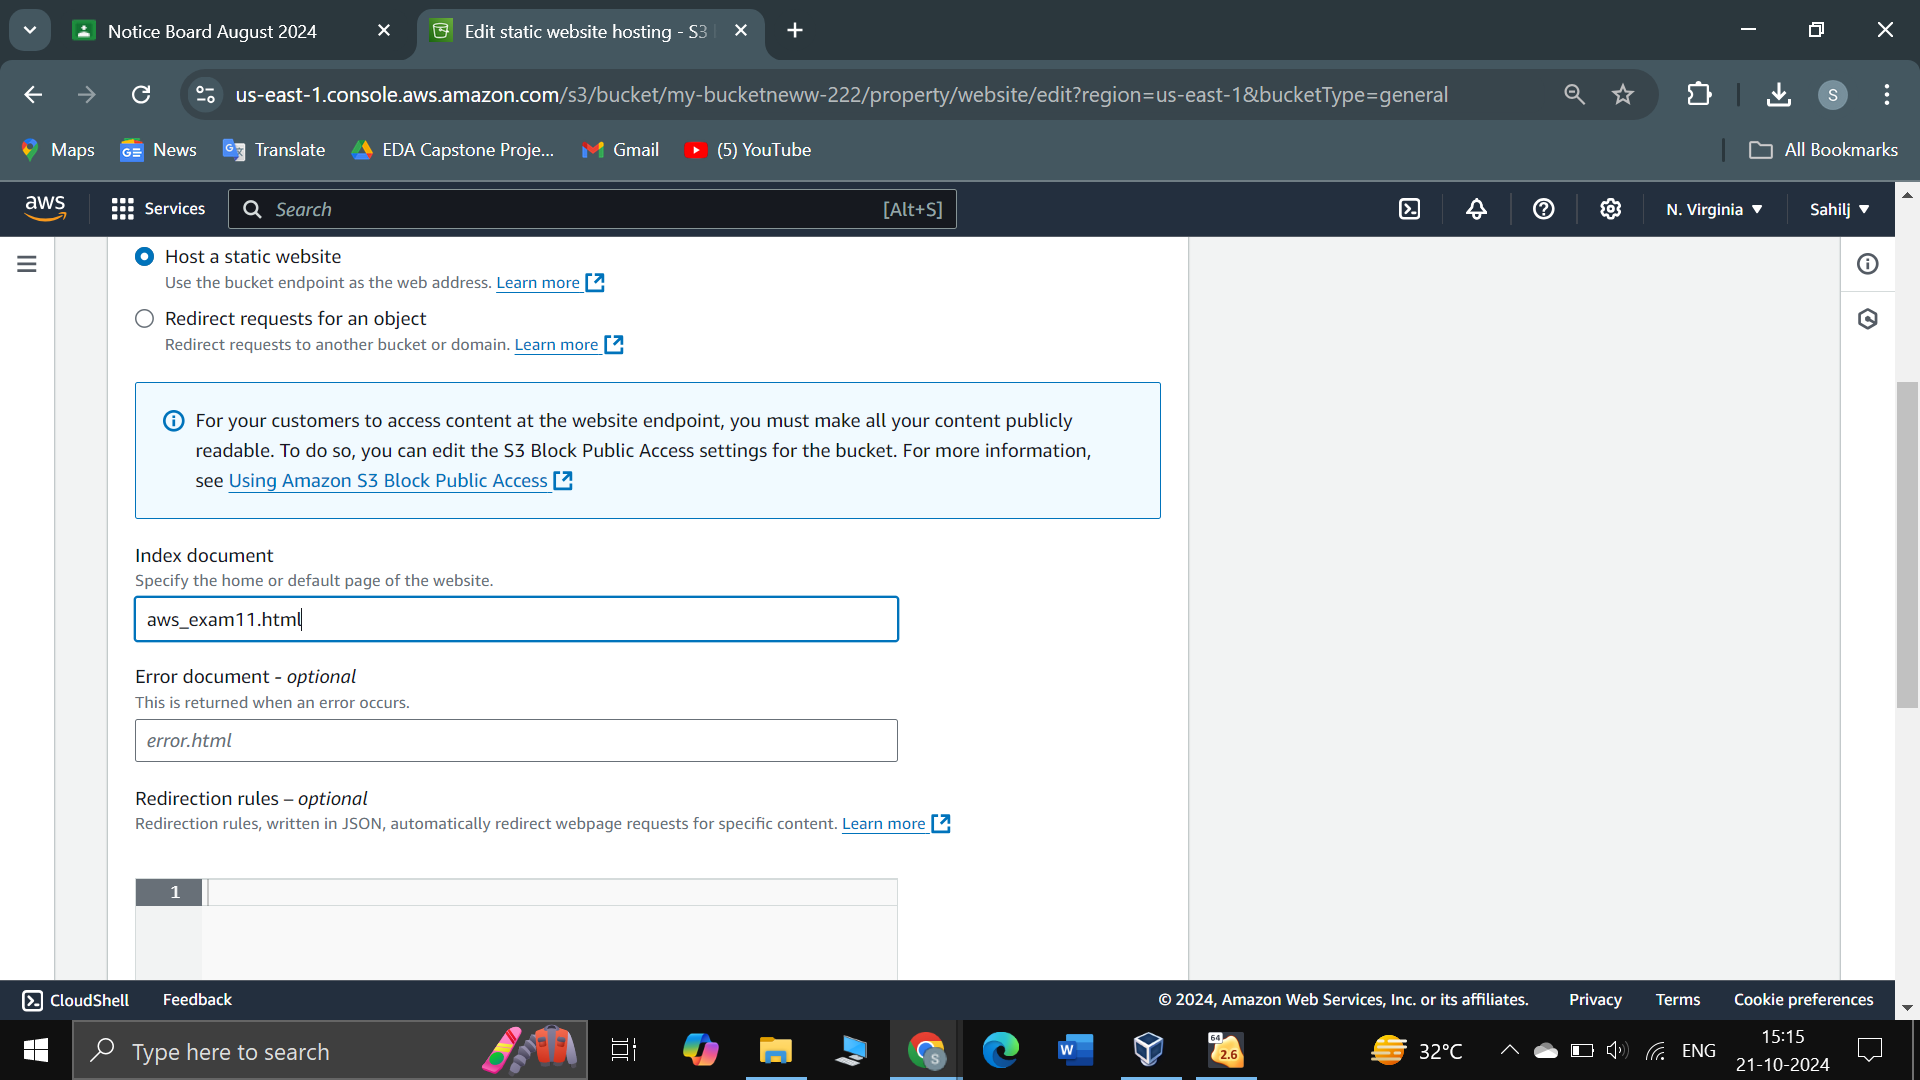 Notice Board August 2024
Edit static website hosting - S3
us-east-1.console.aws.amazon.com/s3/bucket/my-bucketneww-222/property/website/edit?region=us-east-1&bucketType=general
S
Maps
News
Translate
EDA Capstone Proje...
Gmail
(5) YouTube
All Bookmarks
aws
Services
Search
[Alt+S]
N. Virginia ▼
Sahilj ▼
Host a static website
Use the bucket endpoint as the web address. Learn more
Redirect requests for an object
Redirect requests to another bucket or domain. Learn more
For your customers to access content at the website endpoint, you must make all your content publicly
readable. To do so, you can edit the S3 Block Public Access settings for the bucket. For more information,
see Using Amazon S3 Block Public Access
Index document
Specify the home or default page of the website.
aws_exam11.html
Error document - optional
This is returned when an error occurs.
error.html
Redirection rules – optional
Redirection rules, written in JSON, automatically redirect webpage requests for specific content. Learn more
1
CloudShell
Feedback
© 2024, Amazon Web Services, Inc. or its affiliates.
Privacy
Terms
Cookie preferences
Type here to search
S
W
64
2.6
32°C
ENG
15:15
21-10-2024